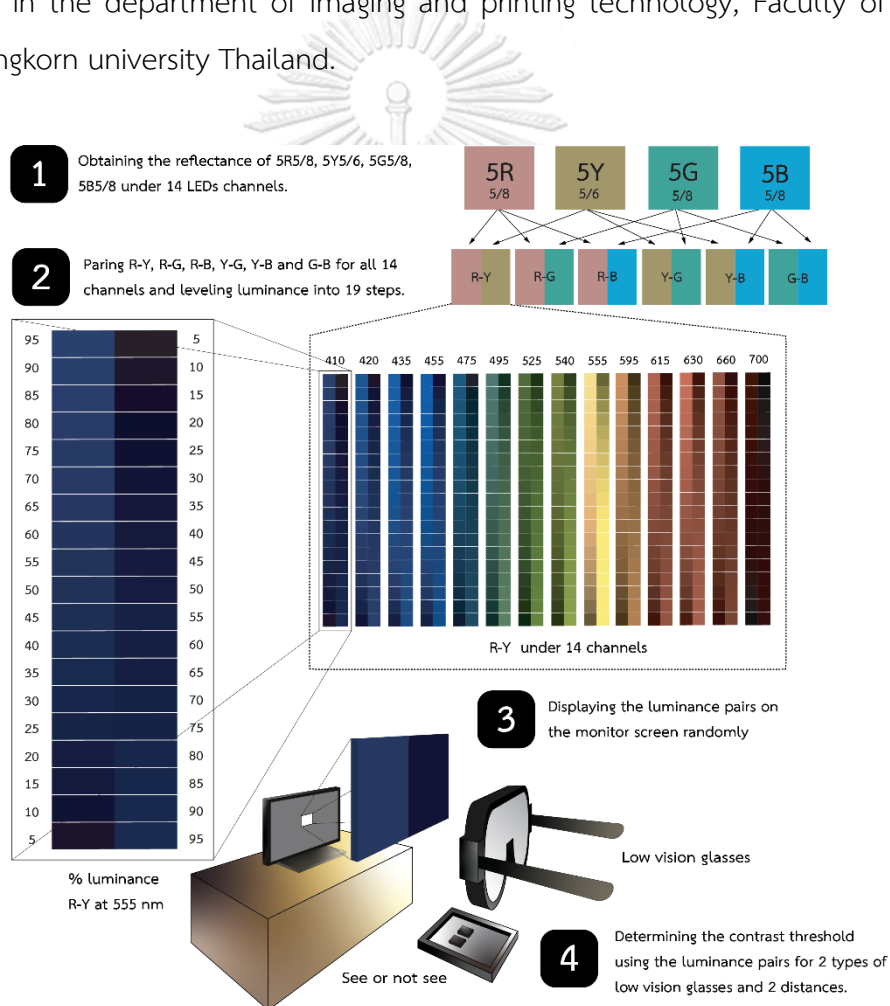 in the department of imaging and printing technology, Faculty of
ngkorn university Thailand.
1
Obtaining the reflectance of 5R5/8, 5Y5/6, 5G5/8,
5B5/8 under 14 LEDs channels.
5R 5Y 5G 5B
5/8 5/6 5/8 5/8
2
Paring R-Y, R-G, R-B, Y-G, Y-B and G-B for all 14
channels and leveling luminance into 19 steps.
R-Y R-G R-B Y-G Y-B G-B
95 5
90 10
85 15
80 20
75 25
70 30
65 35
60 40
55 45
50 50
45 55
40 60
35 65
30 70
25 75
20 80
15 85
10 90
5 95
% luminance
R-Y at 555 nm
410 420 435 455 475 495 525 540 555 595 615 630 660 700
R-Y under 14 channels
3
Displaying the luminance pairs on
the monitor screen randomly
Low vision glasses
See or not see
4
Determining the contrast threshold
using the luminance pairs for 2 types of
low vision glasses and 2 distances.